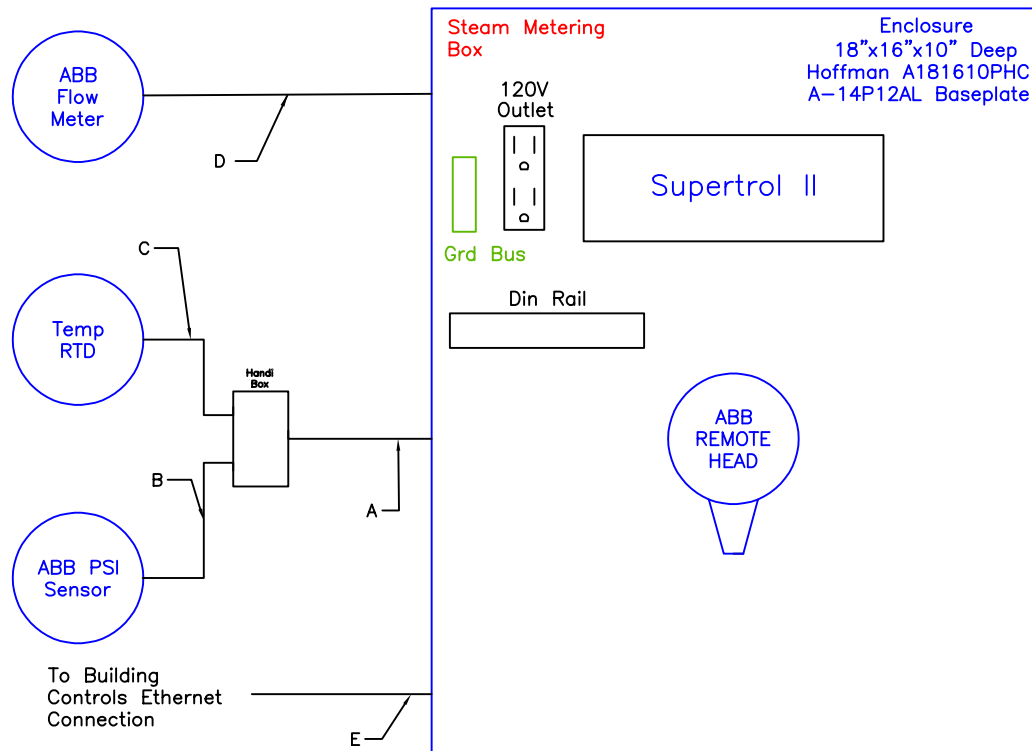 Steam Metering
Box
Enclosure
18"x16"x10" Deep
Hoffman A181610PHC
A-14P12AL Baseplate
ABB
Flow
Meter
D
120V
Outlet
Supertrol II
Grd Bus
C
Din Rail
Temp
RTD
Handi
Box
ABB
REMOTE
HEAD
B
A
ABB PSI
Sensor
To Building
Controls Ethernet
Connection
E